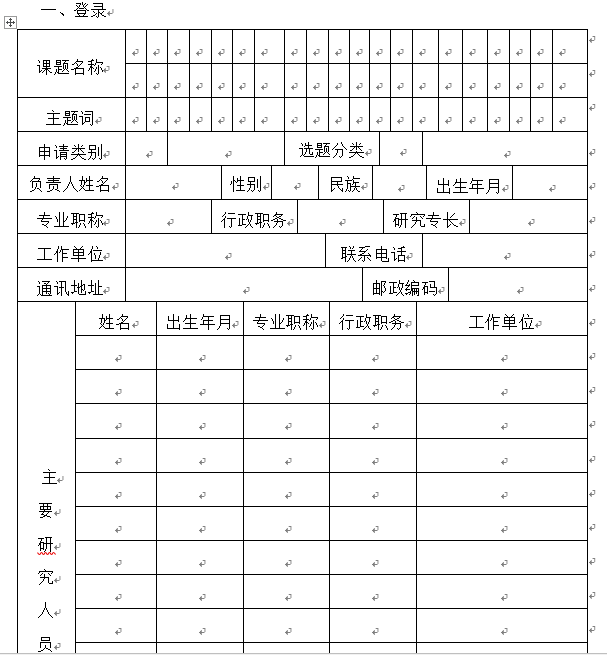 一、登录
课题名称
主题词
申请类别 选题分类
负责人姓名 性别 民族 出生年月
专业职称 行政职务 研究专长
工作单位 联系电话
通讯地址 邮政编码
姓名 出生年月 专业职称 行政职务 工作单位
主
要
研
究
人
员